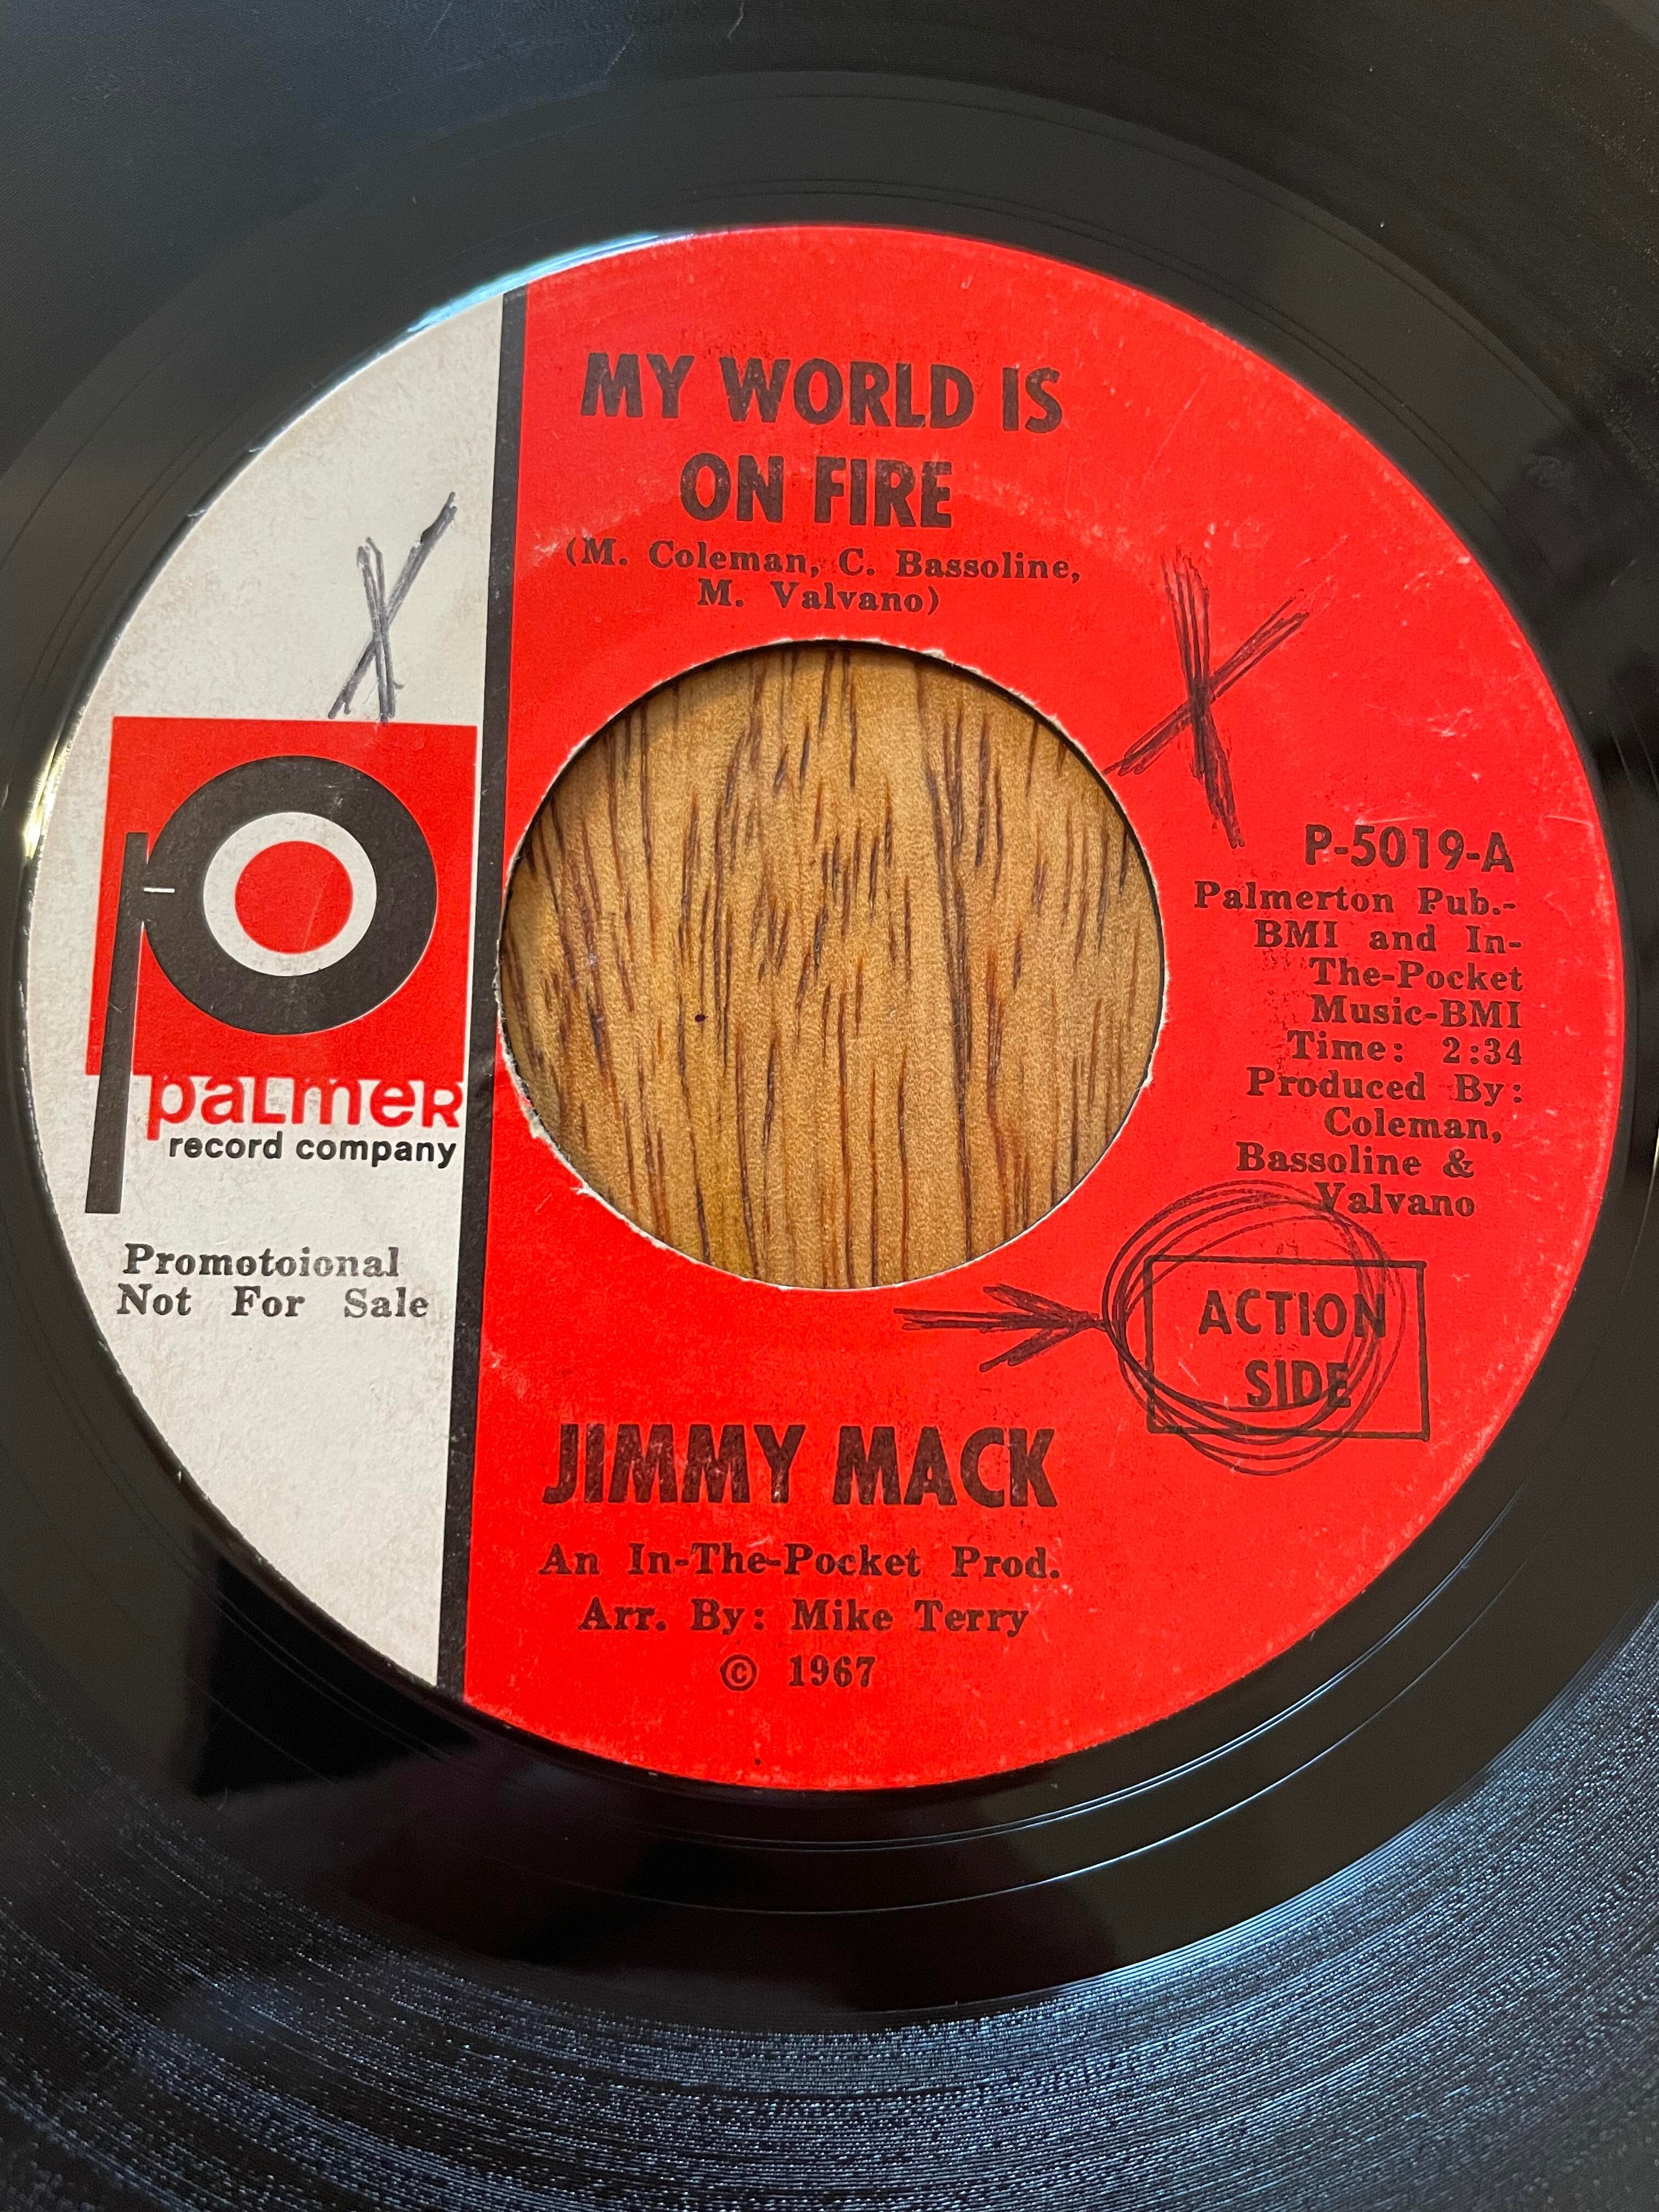 MY WORLD IS
ON FIRE
(M. Coleman, C. Bassoline,
M. Valvano)
X
X
P-5019-A
Palmerton Pub.-
BMI and In-
The-Pocket
Music-BMI
Time: 2:34
Produced By:
Coleman,
Bassoline &
Valvano
palmer
record company
Promotoional
Not For Sale
ACTION
SIDE
JIMMY MACK
An In-The-Pocket Prod.
Arr. By: Mike Terry
© 1967